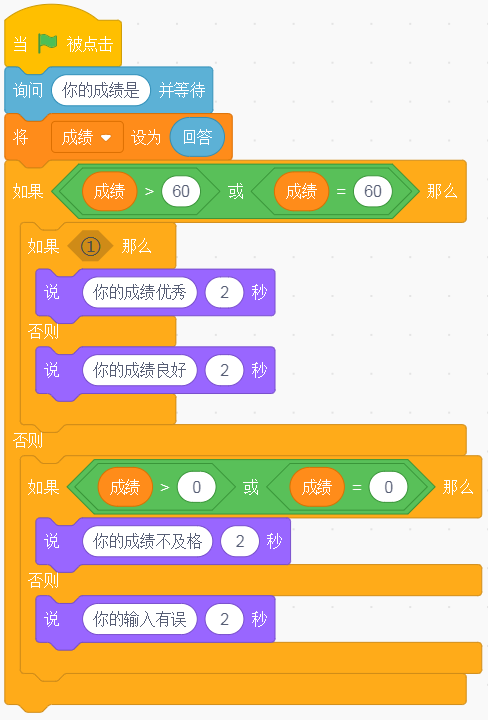 当 被点击
询问 你的成绩是 并等待
将 成绩 设为 回答
如果 成绩 > 60 或 成绩 = 60 那么
如果 ① 那么
说 你的成绩优秀 2 秒
否则
说 你的成绩良好 2 秒
否则
如果 成绩 > 0 或 成绩 = 0 那么
说 你的成绩不及格 2 秒
否则
说 你的输入有误 2 秒